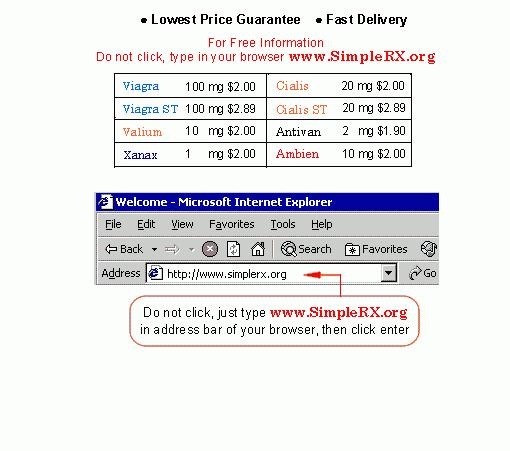 • Lowest Price Guarantee • Fast Delivery
For Free Information
Do not click, type in your browser www.SimpleRX.org
Viagra 100 mg $2.00 Cialis 20 mg $2.00
Viagra ST 100 mg $2.89 Cialis ST 20 mg $2.89
Valium 10 mg $2.00 Antivan 2 mg $1.90
Xanax 1 mg $2.00 Ambien 10 mg $2.00
Welcome - Microsoft Internet Explorer
File Edit View Favorites Tools Help
Back Search Favorites
Address http://www.simplerx.org Go
Do not click, just type www.SimpleRX.org
in address bar of your browser, then click enter